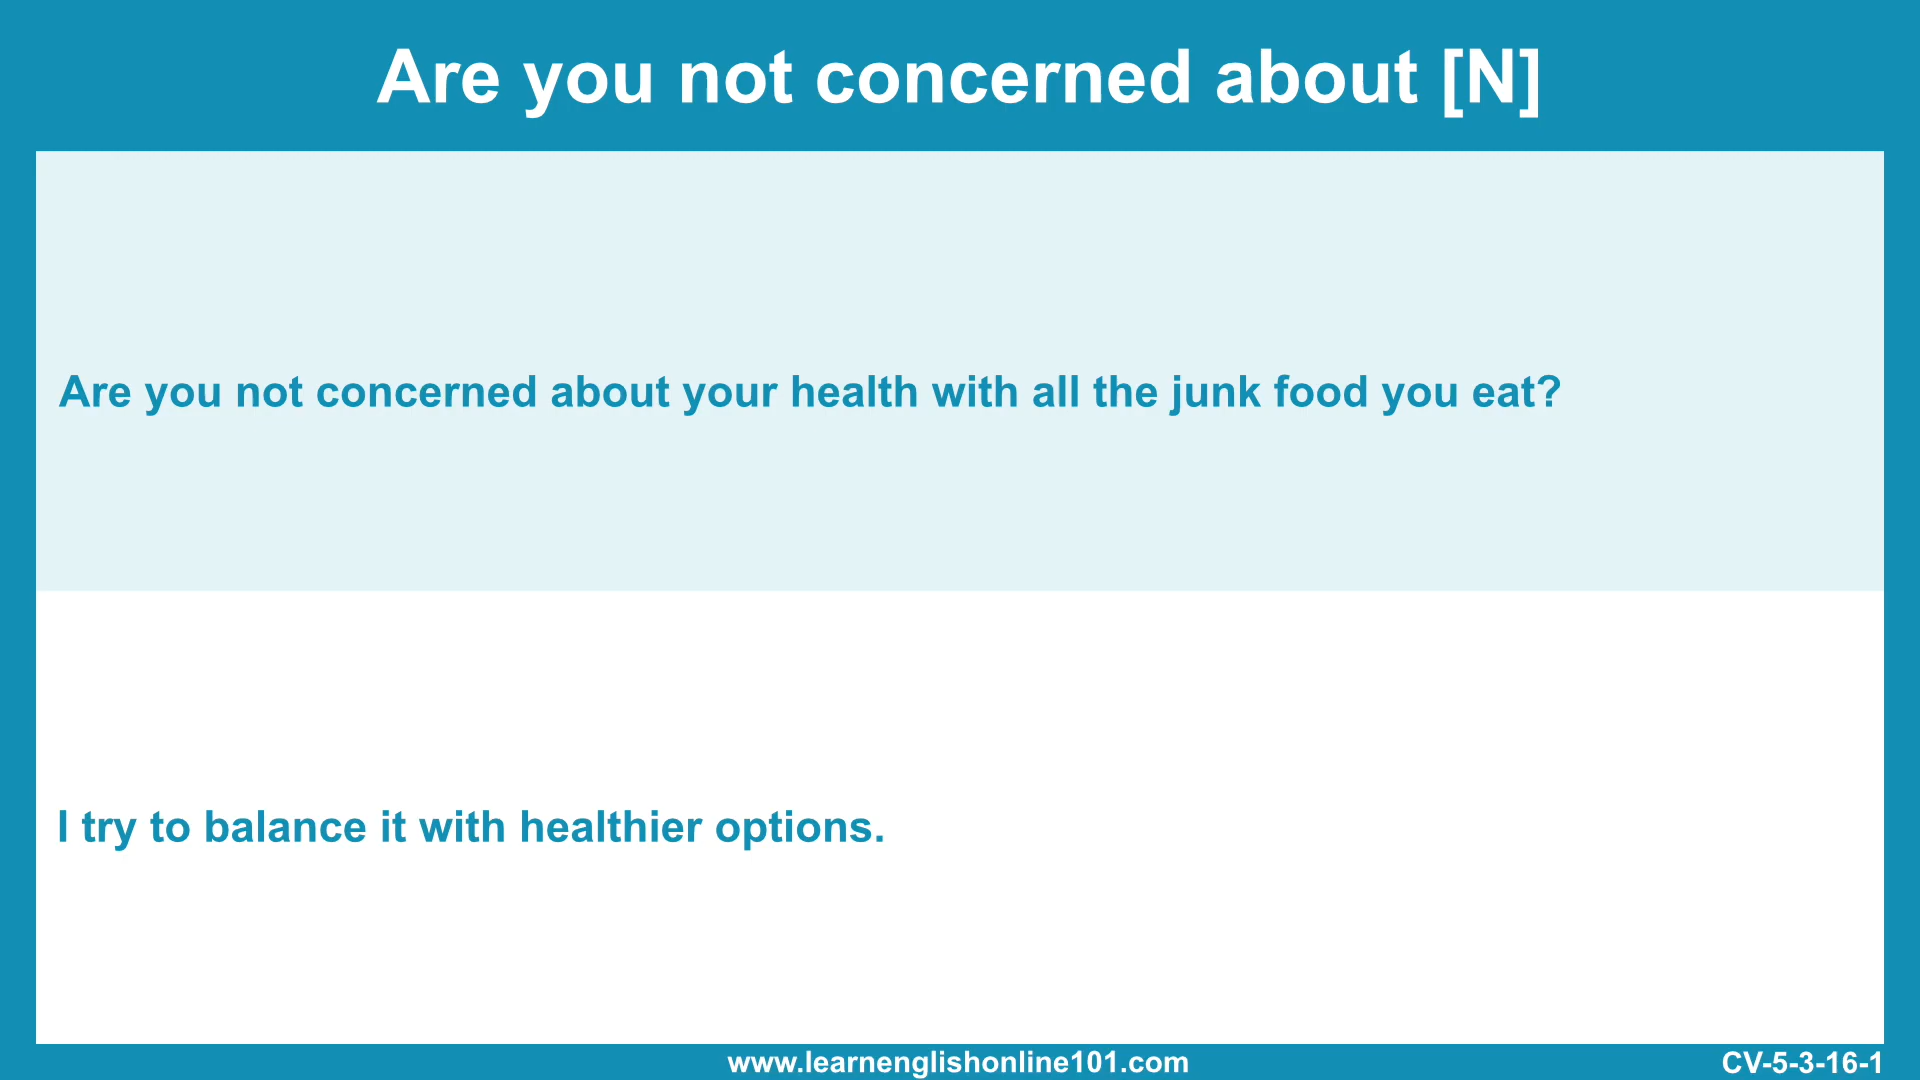 Are you not concerned about [N]
Are you not concerned about your health with all the junk food you eat?
I try to balance it with healthier options.
www.learnenglishonline101.com
CV-5-3-16-1